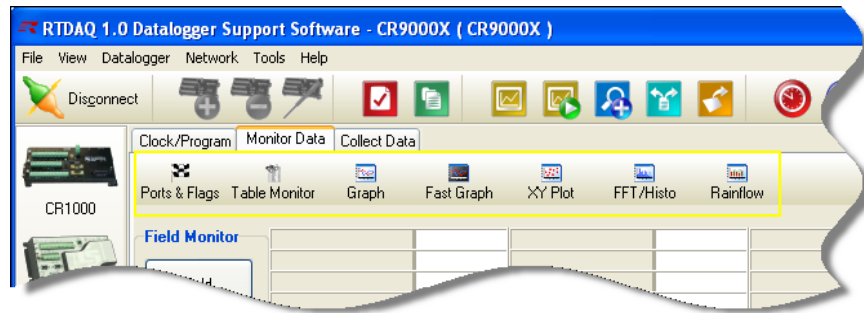 RTDAQ 1.0 Datalogger Support Software - CR9000X ( CR9000X )
File View Datalogger Network Tools Help
Disconnect
Clock/Program Monitor Data Collect Data
Ports & Flags Table Monitor Graph Fast Graph XY Plot FFT/Histo Rainflow
CR1000
Field Monitor